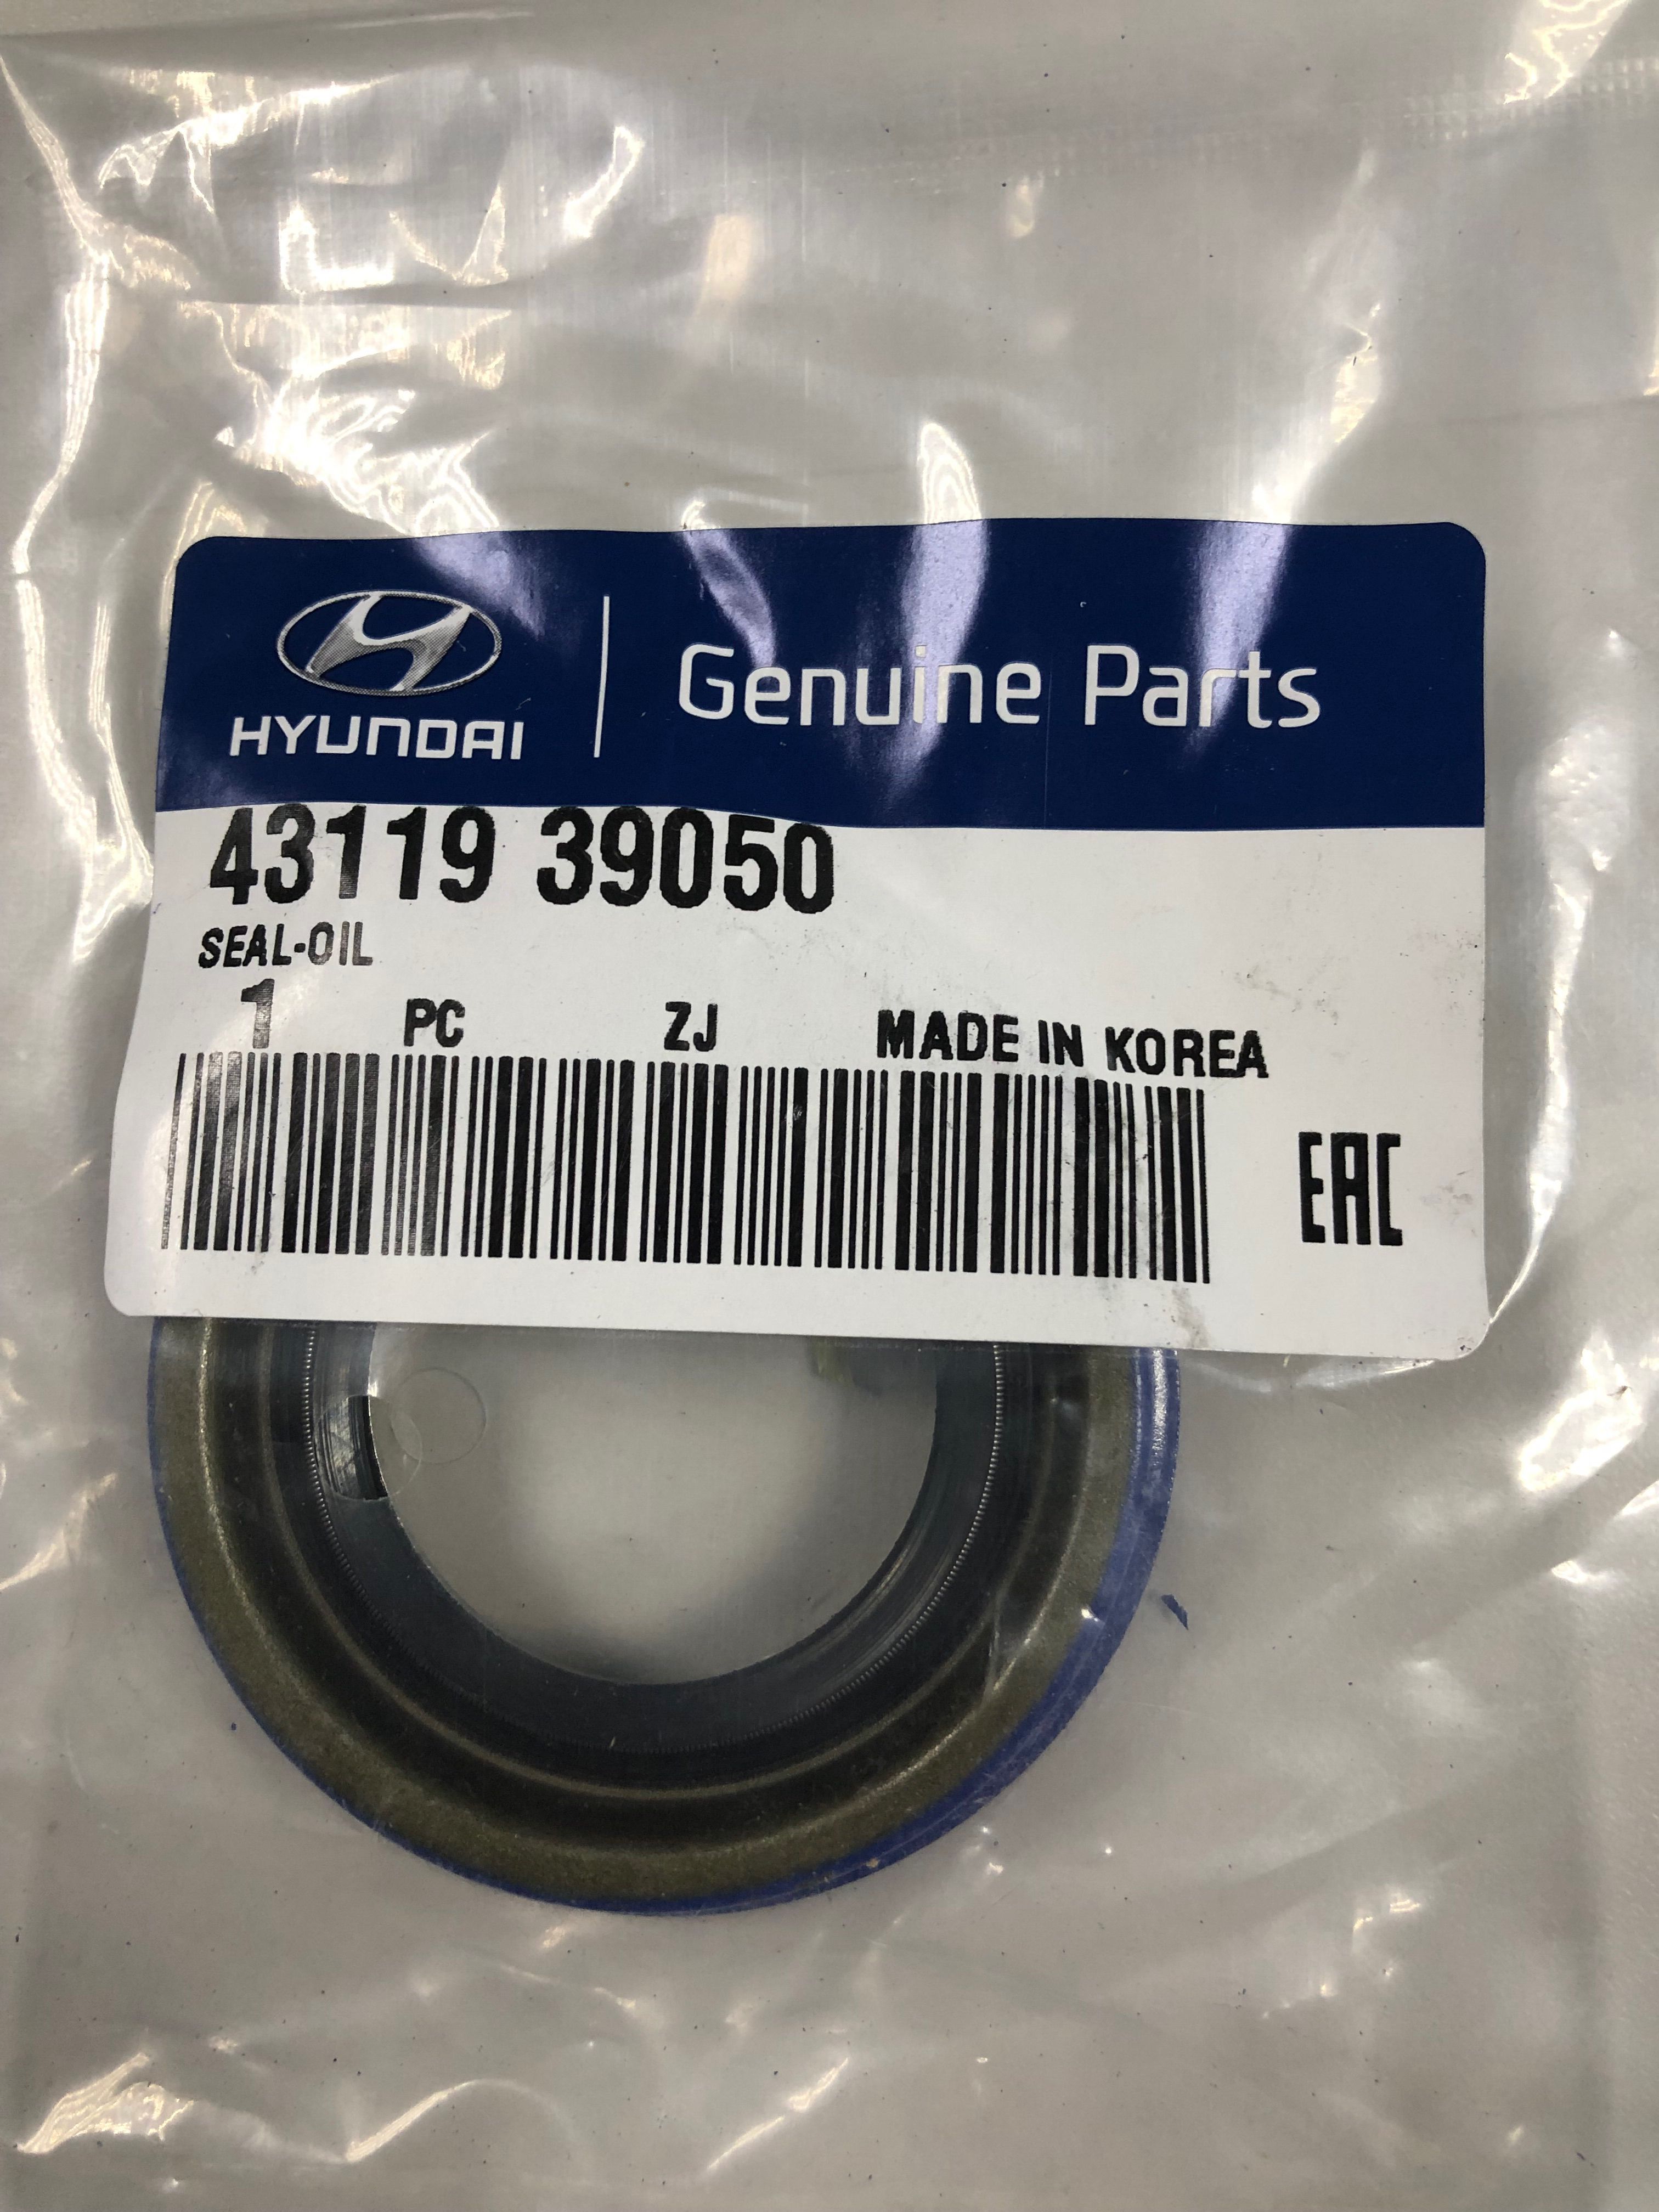 HYUNDAI
Genuine Parts
43119 39050
SEAL-OIL
1 PC ZJ MADE IN KOREA
EAC